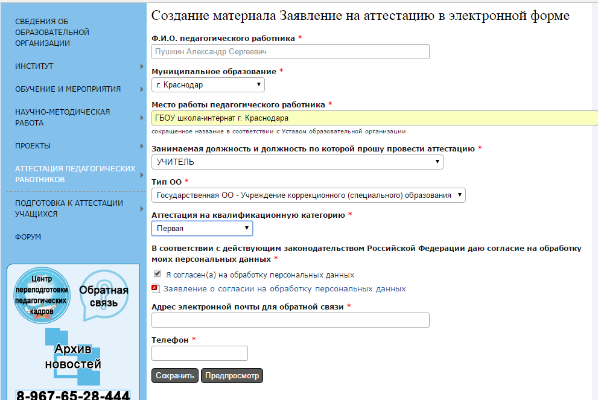 СВЕДЕНИЯ ОБ
ОБРАЗОВАТЕЛЬНОЙ
ОРГАНИЗАЦИИ
ИНСТИТУТ
ОБУЧЕНИЕ И МЕРОПРИЯТИЯ
НАУЧНО-МЕТОДИЧЕСКАЯ
РАБОТА
ПРОЕКТЫ
АТТЕСТАЦИЯ ПЕДАГОГИЧЕСКИХ
РАБОТНИКОВ
ПОДГОТОВКА К АТТЕСТАЦИИ
УЧАЩИХСЯ
ФОРУМ
Центр
переподготовки
педагогических
кадров
Обратная
связь
Архив
новостей
8-967-65-28-444
Создание материала Заявление на аттестацию в электронной форме
Ф.И.О. педагогического работника *
Пушкин Александр Сергеевич
Муниципальное образование *
г. Краснодар
Место работы педагогического работника *
ГБОУ школа-интернат г. Краснодара
сокращенное название в соответствии с Уставом образовательной организации
Занимаемая должность и должность по которой прошу провести аттестацию *
УЧИТЕЛЬ
Тип ОО *
Государственная ОО - Учреждение коррекционного (специального) образования
Аттестация на квалификационную категорию *
Первая
В соответствии с действующим законодательством Российской Федерации даю согласие на обработку
моих персональных данных *
Я согласен(а) на обработку персональных данных
Заявление о согласии на обработку персональных данных
Адрес электронной почты для обратной связи *
Телефон *
Сохранить Предпросмотр